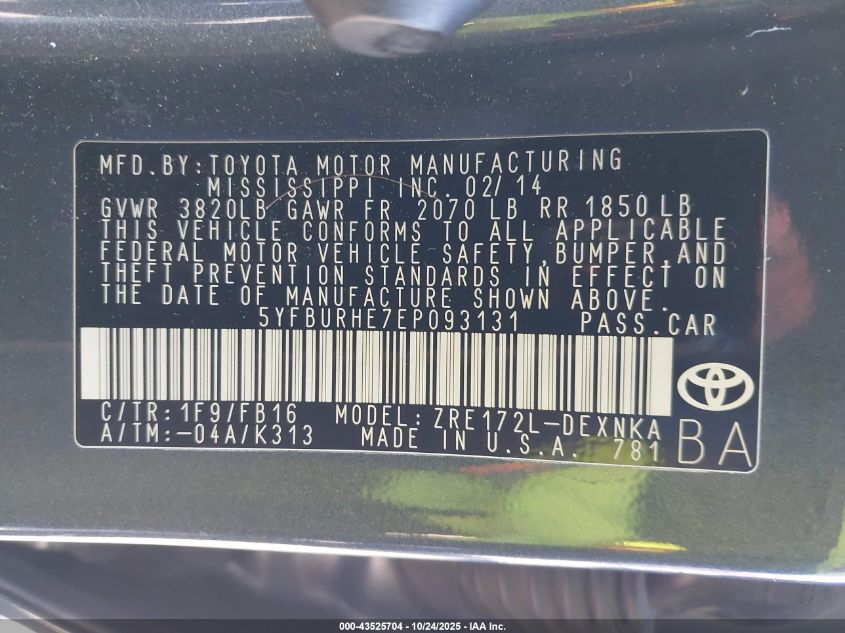 MFD.BY:TOYOTA MOTOR MANUFACTURING
MISSISSIPPI INC. 02/14
GVWR 3820LB GAWR FR 2070 LB RR 1850 LB
THIS VEHICLE CONFORMS TO ALL APPLICABLE
FEDERAL MOTOR VEHICLE SAFETY,BUMPER,AND
THEFT PREVENTION STANDARDS IN EFFECT ON
THE DATE OF MANUFACTURE SHOWN ABOVE.
5YFBURHE7EP093131 PASS.CAR
C/TR:1F9/FB16 MODEL:ZRE172L-DEXNKA
A/TM:-04A/K313 MADE IN U.S.A. 781 BA
000-43525704 - 10/24/2025 - IAA Inc.